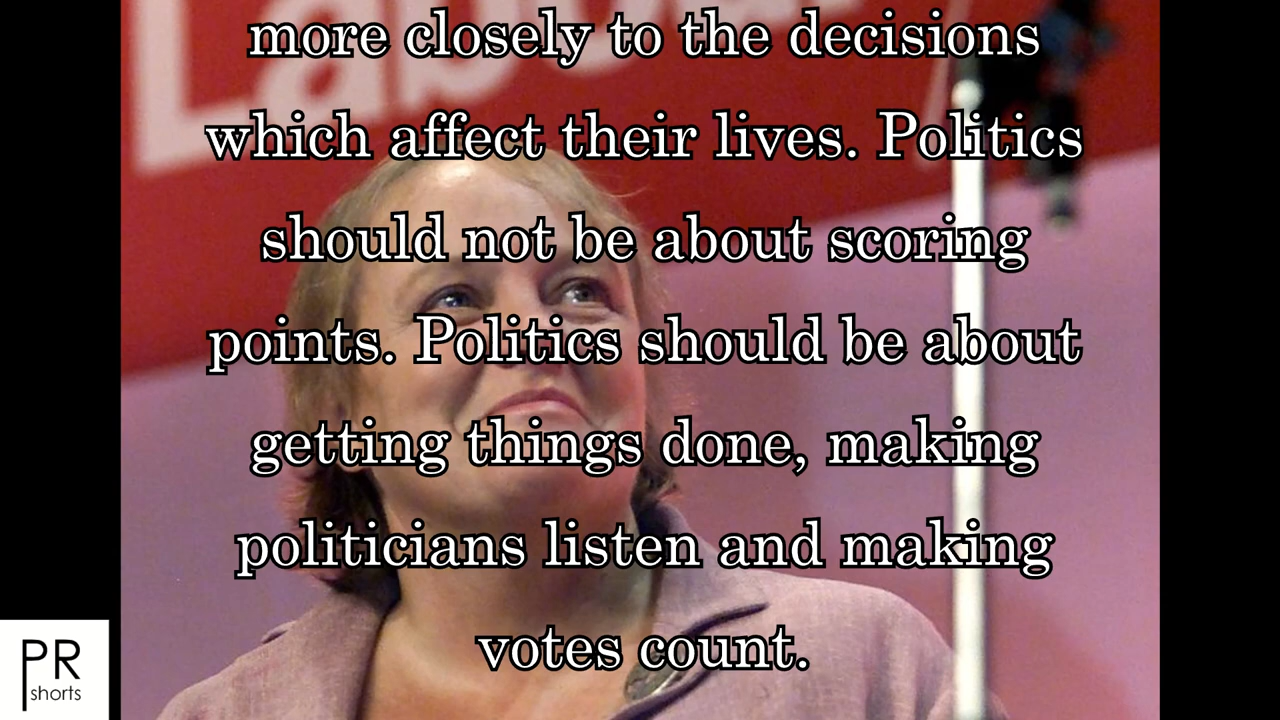 Labour
more closely to the decisions
which affect their lives. Politics
should not be about scoring
points. Politics should be about
getting things done, making
politicians listen and making
votes count.
PR
shorts